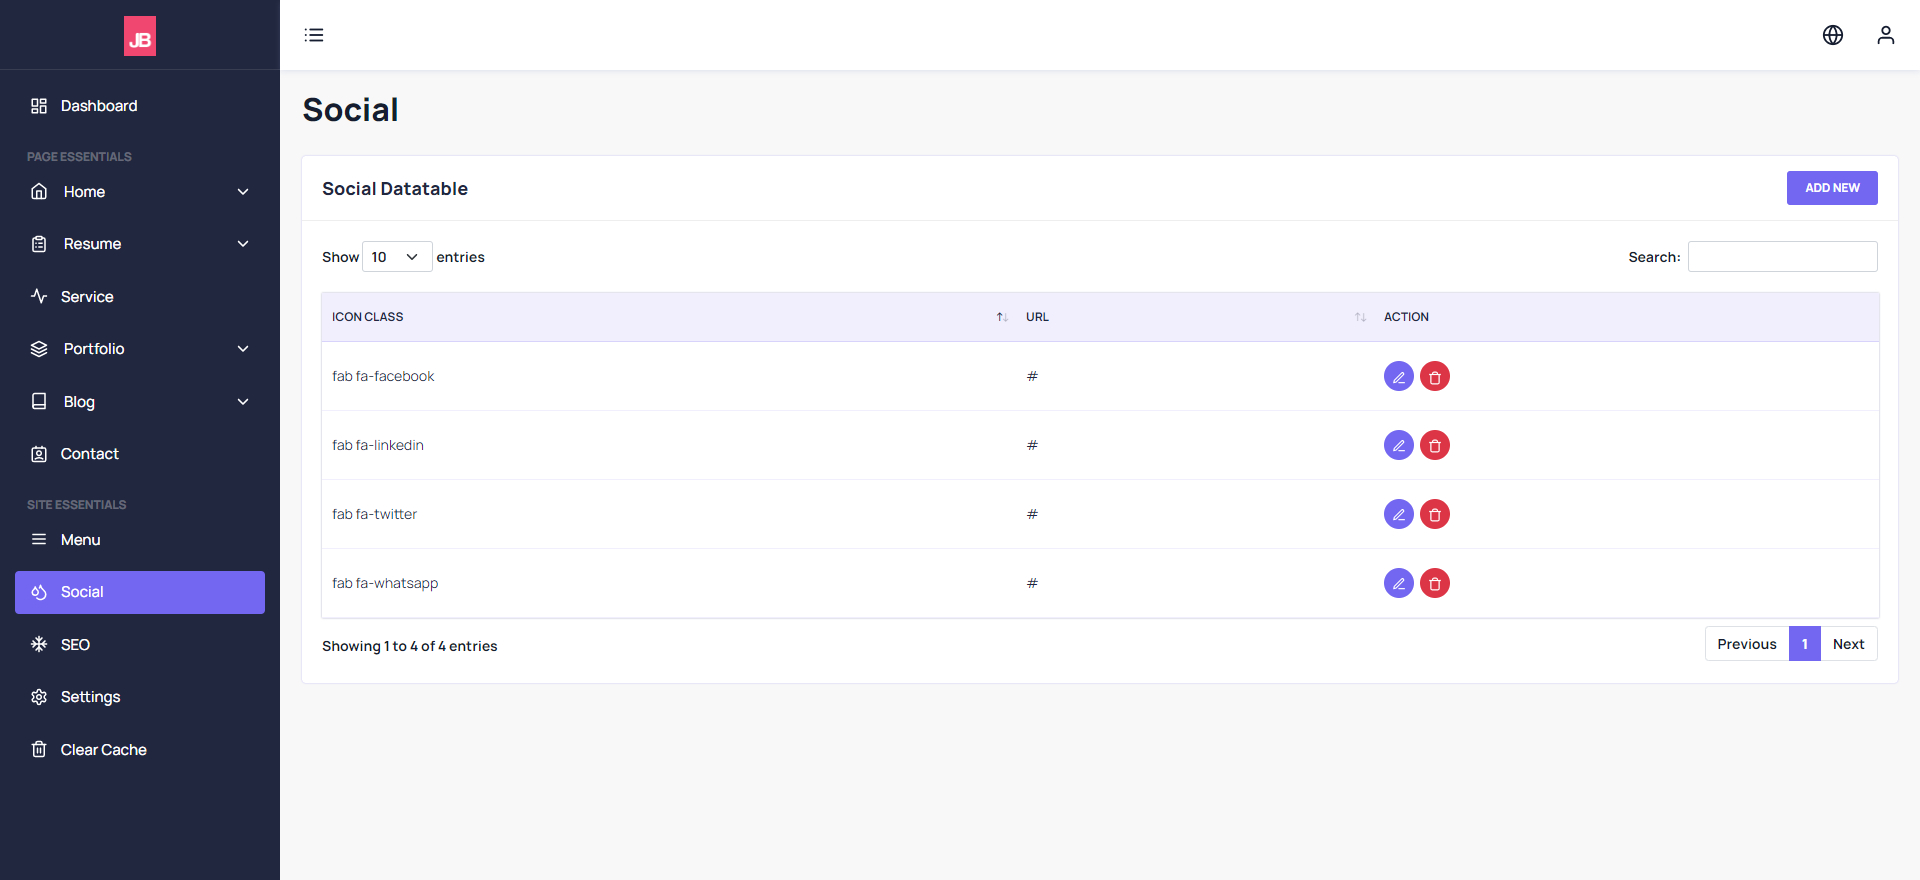 JB
Dashboard
PAGE ESSENTIALS
Home
Resume
Service
Portfolio
Blog
Contact
SITE ESSENTIALS
Menu
Social
SEO
Settings
Clear Cache
Social
Social Datatable
ADD NEW
Show 10 entries
Search:
ICON CLASS URL ACTION
fab fa-facebook #
fab fa-linkedin #
fab fa-twitter #
fab fa-whatsapp #
Showing 1 to 4 of 4 entries
Previous 1 Next